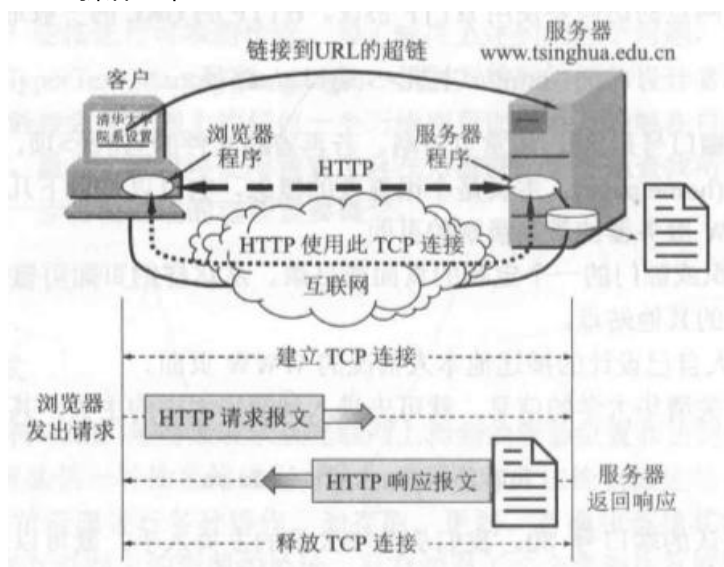 服务器
链接到URL的超链 www.tsinghua.edu.cn
客户
清华大学
院系设置
浏览器
程序
服务器
程序
HTTP
HTTP 使用此 TCP 连接
互联网
建立 TCP 连接
浏览器
发出请求
HTTP 请求报文
HTTP 响应报文
服务器
返回响应
释放 TCP 连接